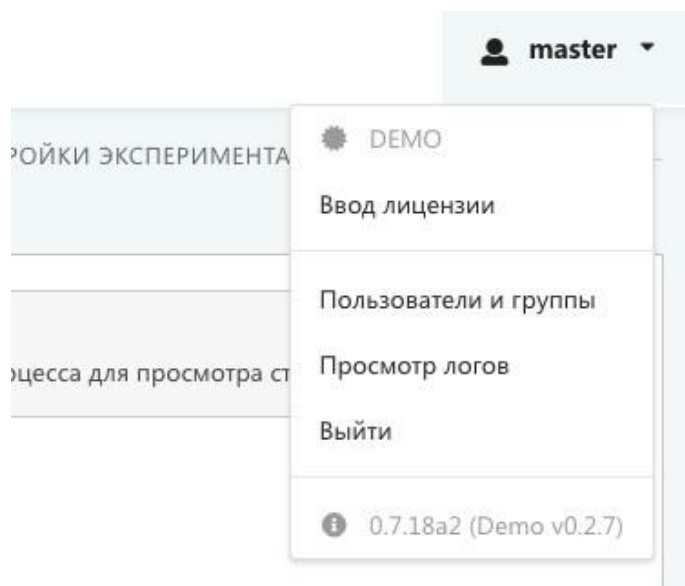 master
DEMO
РОЙКИ ЭКСПЕРИМЕНТА
Ввод лицензии
Пользователи и группы
цесса для просмотра ст
Просмотр логов
Выйти
0.7.18a2 (Demo v0.2.7)